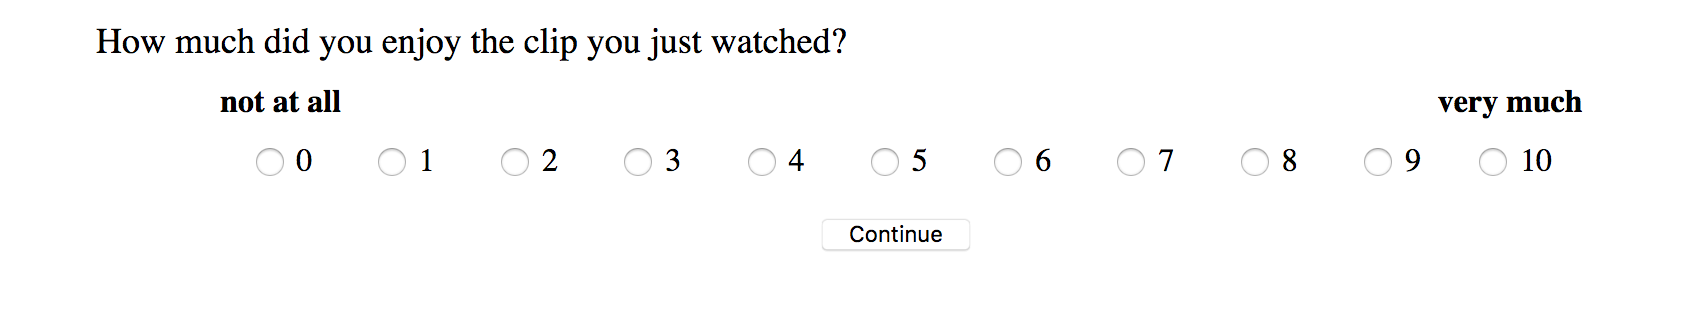 How much did you enjoy the clip you just watched?
not at all very much
0 1 2 3 4 5 6 7 8 9 10
Continue